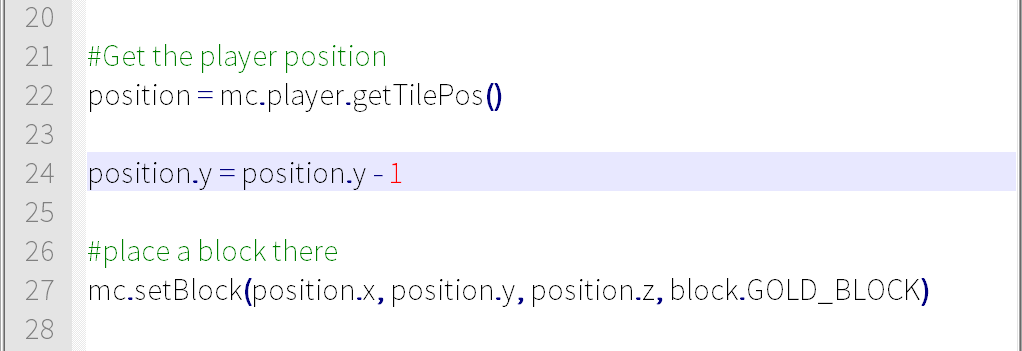 20
21 #Get the player position
22 position = mc.player.getTilePos()
23
24 position.y = position.y - 1
25
26 #place a block there
27 mc.setBlock(position.x, position.y, position.z, block.GOLD_BLOCK)
28